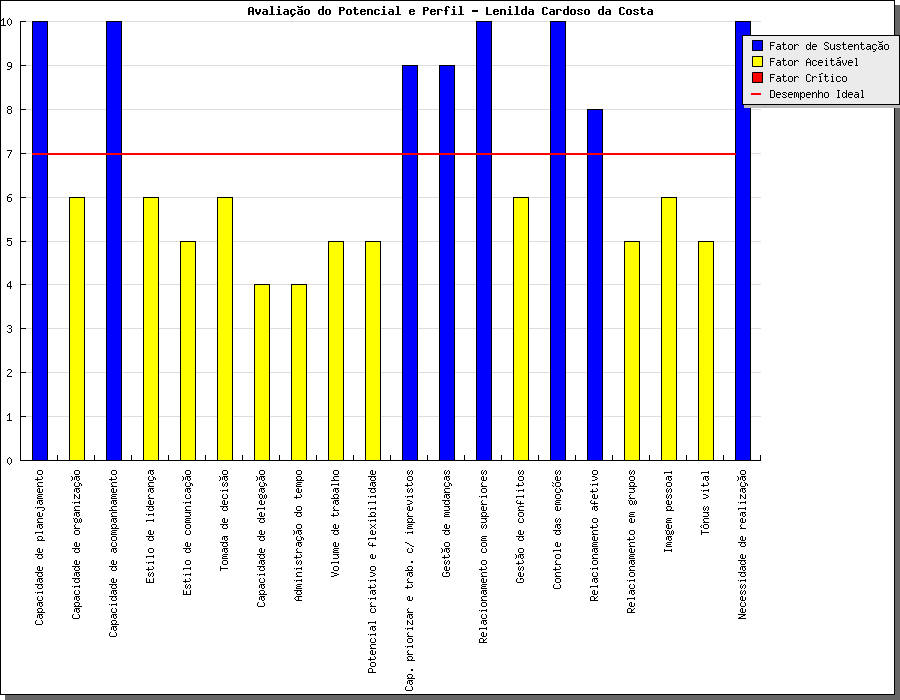 Avaliação do Potencial e Perfil - Lenilda Cardoso da Costa
10
9
8
7
6
5
4
3
2
1
0
Fator de Sustentação
Fator Aceitável
Fator Crítico
Desempenho Ideal
Capacidade de planejamento
Capacidade de organização
Capacidade de acompanhamento
Estilo de liderança
Estilo de comunicação
Tomada de decisão
Capacidade de delegação
Administração do tempo
Volume de trabalho
Potencial criativo e flexibilidade
Cap. priorizar e trab. c/ imprevistos
Gestão de mudanças
Relacionamento com superiores
Gestão de conflitos
Controle das emoções
Relacionamento afetivo
Relacionamento em grupos
Imagem pessoal
Tônus vital
Necessidade de realização